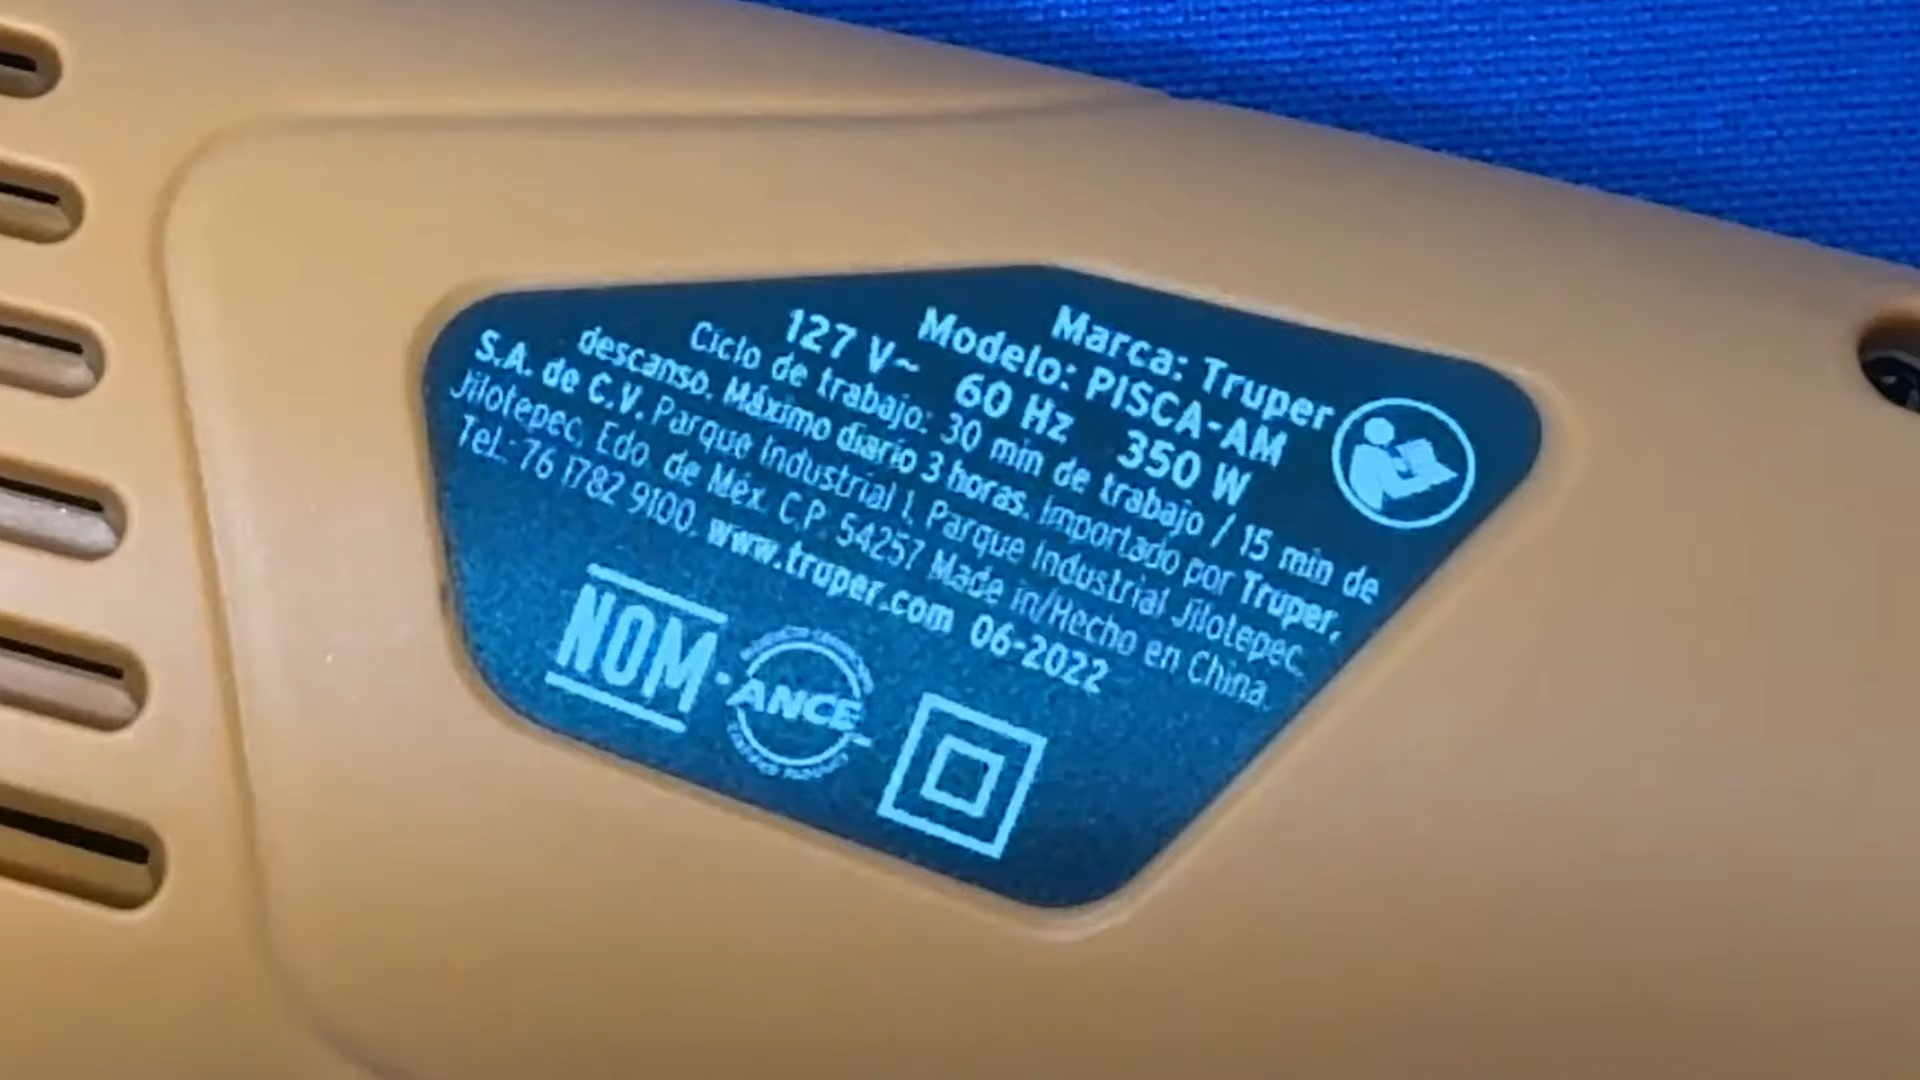 Marca: Truper
Modelo: PISCA-AM
127 V~ 60 Hz 350 W
Ciclo de trabajo: 30 min de trabajo / 15 min de
descanso. Máximo diario 3 horas. Importado por Truper,
S.A. de C.V. Parque Industrial 1, Parque Industrial Jilotepec,
Jilotepec, Edo. de Méx. C.P. 54257 Made in/Hecho en China.
Tel.: 76 1782 9100. www.truper.com 06-2022
NOM-ANCE